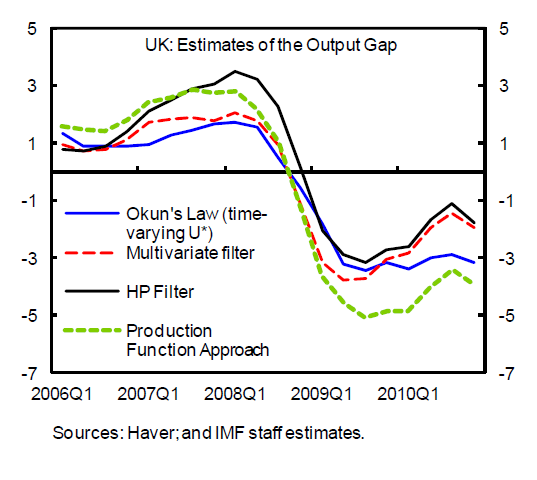 UK: Estimates of the Output Gap
5 5
3 3
1 1
-1 -1
-3 -3
-5 -5
-7 -7
Okun's Law (time-
varying U*)
Multivariate filter
HP Filter
Production
Function Approach
2006Q1 2007Q1 2008Q1 2009Q1 2010Q1
Sources: Haver; and IMF staff estimates.